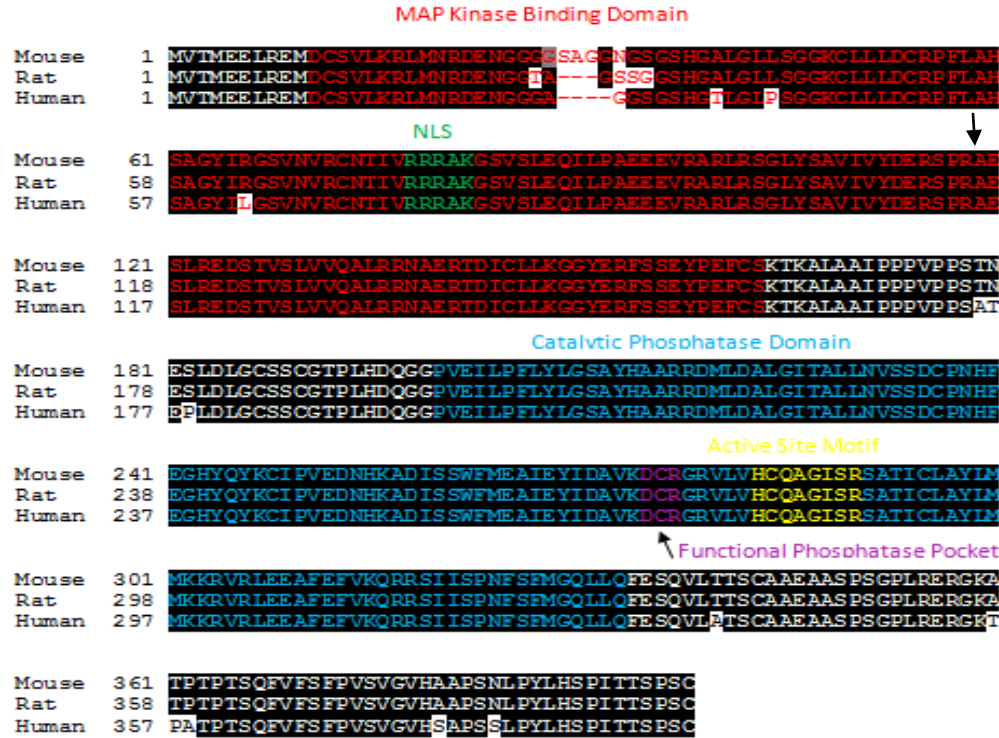 MAP Kinase Binding Domain
Mouse 1 MVTMEELREMDCSVLKRLMNRDENGGGGSAGGNGSGSHGALGLLSGGKCLLLDCRPFLAH
Rat 1 MVTMEELREMDCSVLKRLMNRDENGGTA---GSSGGSHGALGLLSGGKCLLLDCRPFLAH
Human 1 MVTMEELREMDCSVLKRLMNRDENGGGA----GGSGSHGTLGLPSGGKCLLLDCRPFLAH
NLS
Mouse 61 SAGYIRGSVNVRCNTIVRRRAKGSVSLEQILPAEEEVRARLRSGLYSAVIVYDERSPRAE
Rat 58 SAGYIRGSVNVRCNTIVRRRAKGSVSLEQILPAEEEVRARLRSGLYSAVIVYDERSPRAE
Human 57 SAGYILGSVNVRCNTIVRRRAKGSVSLEQILPAEEEVRARLRSGLYSAVIVYDERSPRAE
Mouse 121 SLREDSTVSLVVQALRRNAERTDICLLKGGYERFSSEYPEFCSKTKALAAIPPPVPPSTN
Rat 118 SLREDSTVSLVVQALRRNAERTDICLLKGGYERFSSEYPEFCSKTKALAAIPPPVPPSTN
Human 117 SLREDSTVSLVVQALRRNAERTDICLLKGGYERFSSEYPEFCSKTKALAAIPPPVPPSAT
Catalytic Phosphatase Domain
Mouse 181 ESLDLGCSSCGTPLHDQGGPVEILPFLYLGSAYHAARRDMLDALGITALLNVSSDCPNHF
Rat 178 ESLDLGCSSCGTPLHDQGGPVEILPFLYLGSAYHAARRDMLDALGITALLNVSSDCPNHF
Human 177 EPLDLGCSSCGTPLHDQGGPVEILPFLYLGSAYHAARRDMLDALGITALLNVSSDCPNHF
Active Site Motif
Mouse 241 EGHYQYKCIPVEDNHKADISSWFMEAIEYIDAVKDCRGRVLVHCQAGISRSATICLAYLM
Rat 238 EGHYQYKCIPVEDNHKADISSWFMEAIEYIDAVKDCRGRVLVHCQAGISRSATICLAYLM
Human 237 EGHYQYKCIPVEDNHKADISSWFMEAIEYIDAVKDCRGRVLVHCQAGISRSATICLAYLM
Functional Phosphatase Pocket
Mouse 301 MKKRVRLEEAFEFVKQRRSIISPNFSFMGQLLQFESQVLTTSCAAEAASPSGPLRERGKA
Rat 298 MKKRVRLEEAFEFVKQRRSIISPNFSFMGQLLQFESQVLTTSCAAEAASPSGPLRERGKA
Human 297 MKKRVRLEEAFEFVKQRRSIISPNFSFMGQLLQFESQVLATSCAAEAASPSGPLRERGKT
Mouse 361 TPTPTSQFVFSFPVSVGVHAAPSNLPYLHSPITTSPSC
Rat 358 TPTPTSQFVFSFPVSVGVHAAPSNLPYLHSPITTSPSC
Human 357 PATPTSQFVFSFPVSVGVHSAPSSLPYLHSPITTSPSC